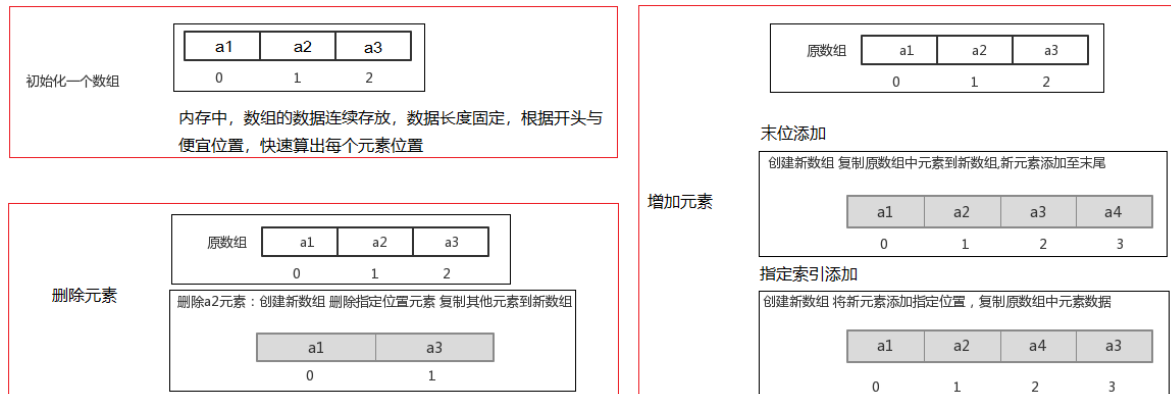 初始化一个数组
a1 a2 a3
0 1 2
内存中，数组的数据连续存放，数据长度固定，根据开头与
便宜位置，快速算出每个元素位置
删除元素
原数组 a1 a2 a3
0 1 2
删除a2元素：创建新数组 删除指定位置元素 复制其他元素到新数组
a1 a3
0 1
增加元素
原数组 a1 a2 a3
0 1 2
末位添加
创建新数组 复制原数组中元素到新数组,新元素添加至末尾
a1 a2 a3 a4
0 1 2 3
指定索引添加
创建新数组 将新元素添加指定位置，复制原数组中元素数据
a1 a2 a4 a3
0 1 2 3